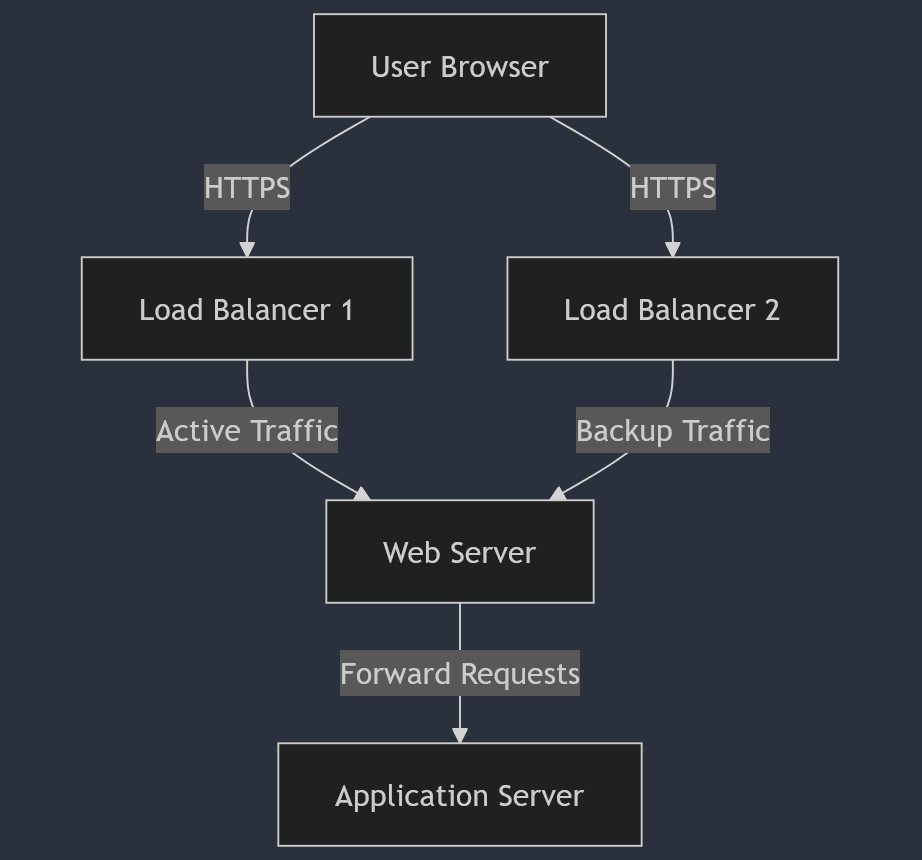 User Browser
HTTPS
HTTPS
Load Balancer 1
Load Balancer 2
Active Traffic
Backup Traffic
Web Server
Forward Requests
Application Server